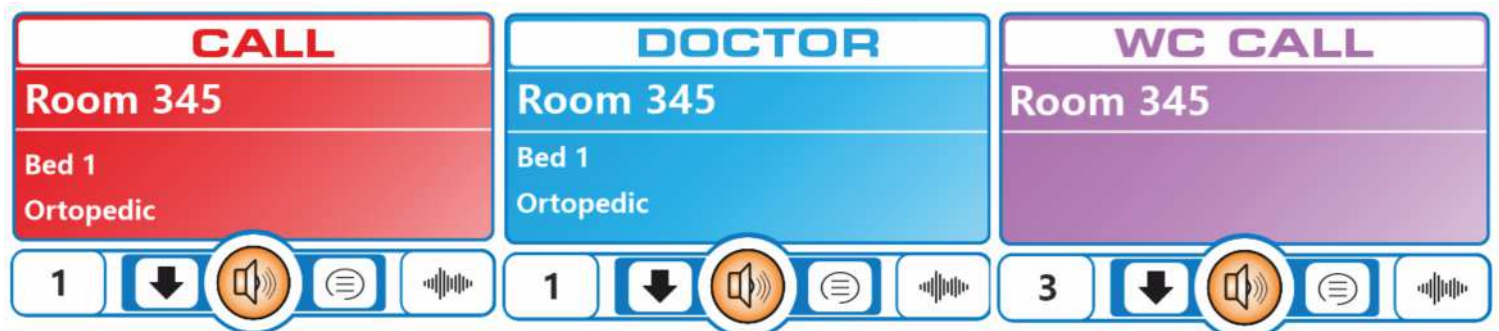 CALL
Room 345
Bed 1
Ortopedic
1
DOCTOR
Room 345
Bed 1
Ortopedic
1
WC CALL
Room 345
3